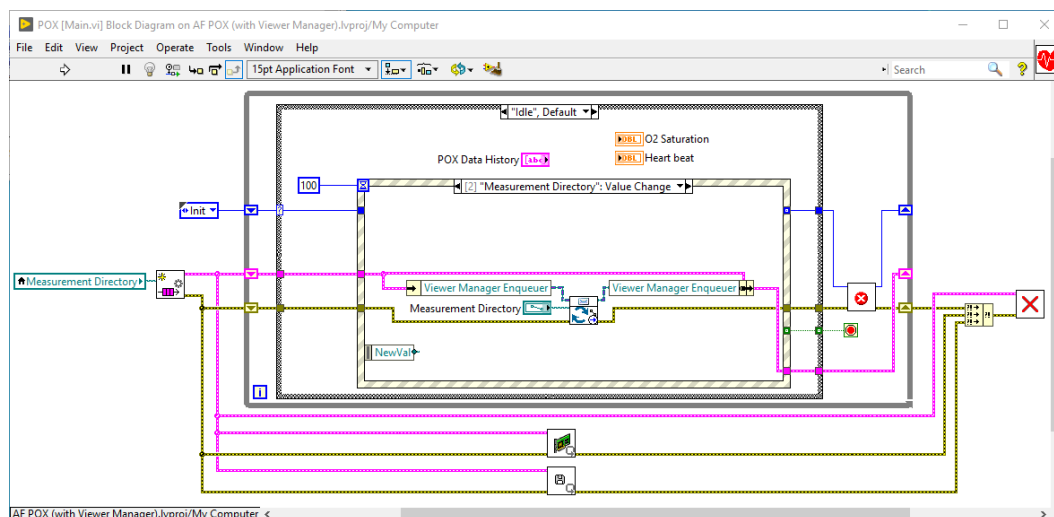 POX [Main.vi] Block Diagram on AF POX (with Viewer Manager).lvproj/My Computer
File Edit View Project Operate Tools Window Help
15pt Application Font
Search
"Idle", Default
DBL O2 Saturation
POX Data History [abc]
DBL Heart beat
100
[2] "Measurement Directory": Value Change
Init
Measurement Directory
Viewer Manager Enqueuer Viewer Manager Enqueuer
Measurement Directory
NewVal
i
AF POX (with Viewer Manager).lvproj/My Computer